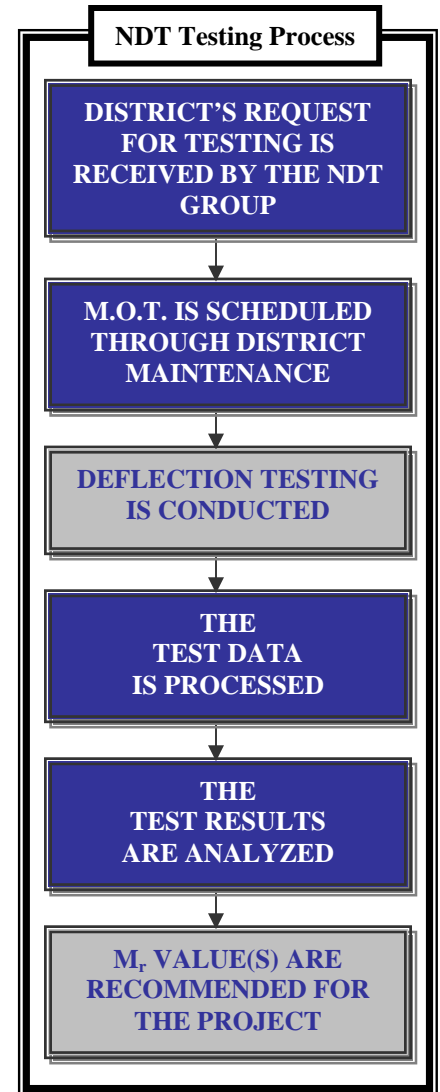 NDT Testing Process
DISTRICT'S REQUEST
FOR TESTING IS
RECEIVED BY THE NDT
GROUP
M.O.T. IS SCHEDULED
THROUGH DISTRICT
MAINTENANCE
DEFLECTION TESTING
IS CONDUCTED
THE
TEST DATA
IS PROCESSED
THE
TEST RESULTS
ARE ANALYZED
Mr VALUE(S) ARE
RECOMMENDED FOR
THE PROJECT